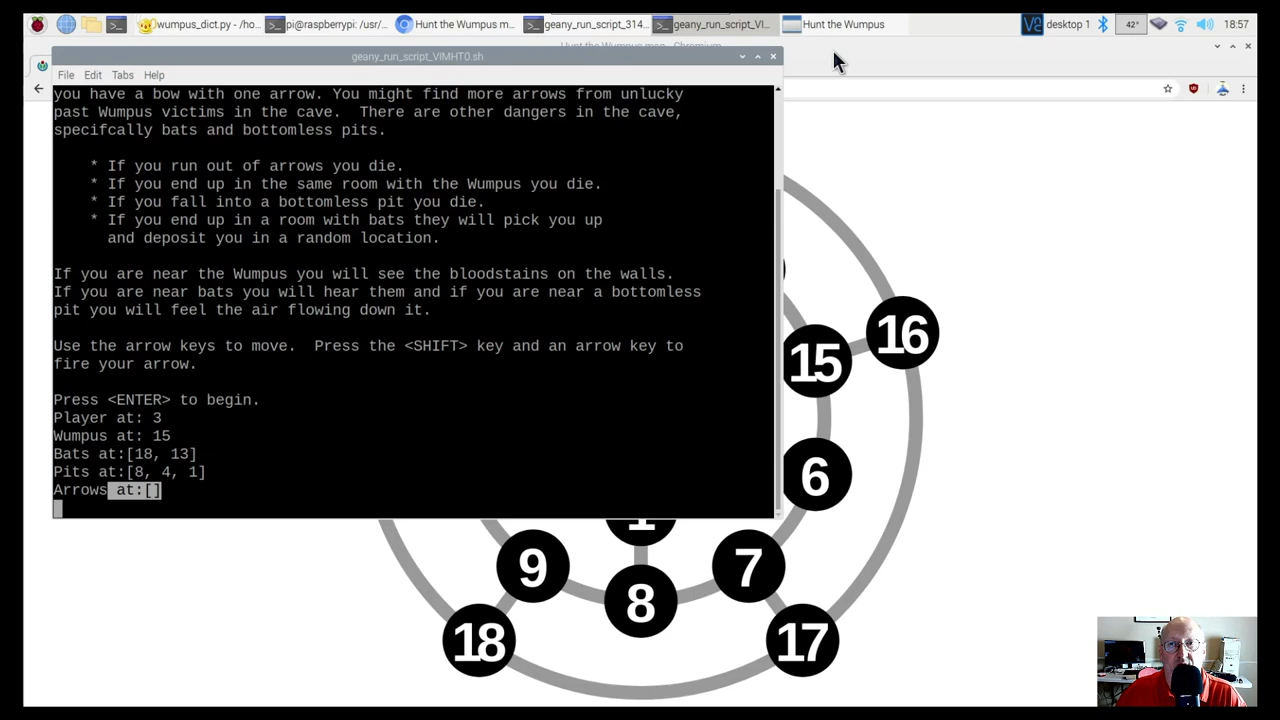 wumpus_dict.py - /ho...
pi@raspberrypi: /usr/...
Hunt the Wumpus m...
geany_run_script_314...
geany_run_script_VI...
Hunt the Wumpus
desktop 1
42°
18:57
Hunt the Wumpus map - Chromium
geany_run_script_VIMHT0.sh
File Edit Tabs Help
you have a bow with one arrow. You might find more arrows from unlucky
past Wumpus victims in the cave.  There are other dangers in the cave,
specifcally bats and bottomless pits.
* If you run out of arrows you die.
* If you end up in the same room with the Wumpus you die.
* If you fall into a bottomless pit you die.
* If you end up in a room with bats they will pick you up
and deposit you in a random location.
If you are near the Wumpus you will see the bloodstains on the walls.
If you are near bats you will hear them and if you are near a bottomless
pit you will feel the air flowing down it.
Use the arrow keys to move.  Press the <SHIFT> key and an arrow key to
fire your arrow.
Press <ENTER> to begin.
Player at: 3
Wumpus at: 15
Bats at:[18, 13]
Pits at:[8, 4, 1]
Arrows at:[]
16
15
6
1
9
7
8
18
17